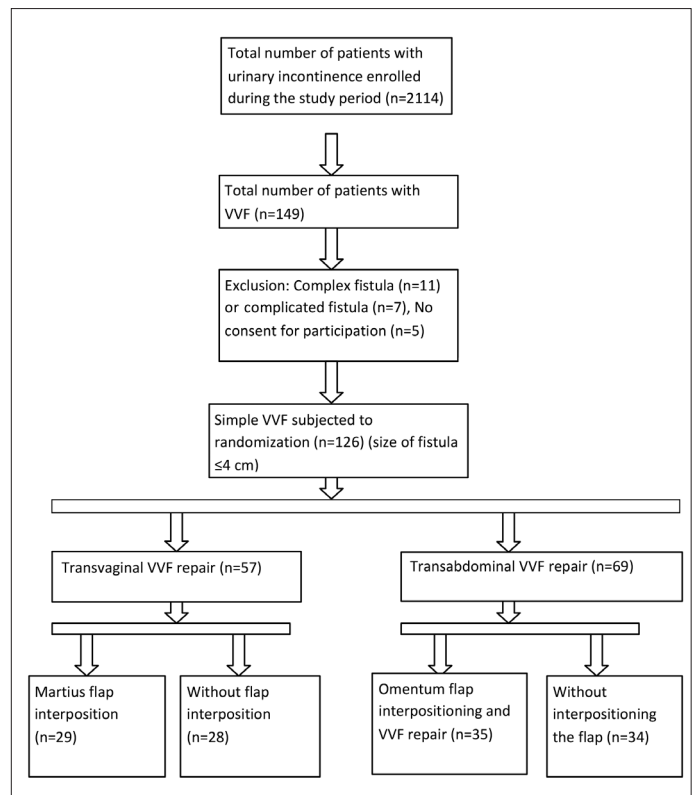 Total number of patients with
urinary incontinence enrolled
during the study period (n=2114)
Total number of patients with
VVF (n=149)
Exclusion: Complex fistula (n=11)
or complicated fistula (n=7), No
consent for participation (n=5)
Simple VVF subjected to
randomization (n=126) (size of fistula
≤4 cm)
Transvaginal VVF repair (n=57)
Transabdominal VVF repair (n=69)
Martius flap
interposition
(n=29)
Without flap
interposition
(n=28)
Omentum flap
interpositioning and
VVF repair (n=35)
Without
interpositioning
the flap (n=34)